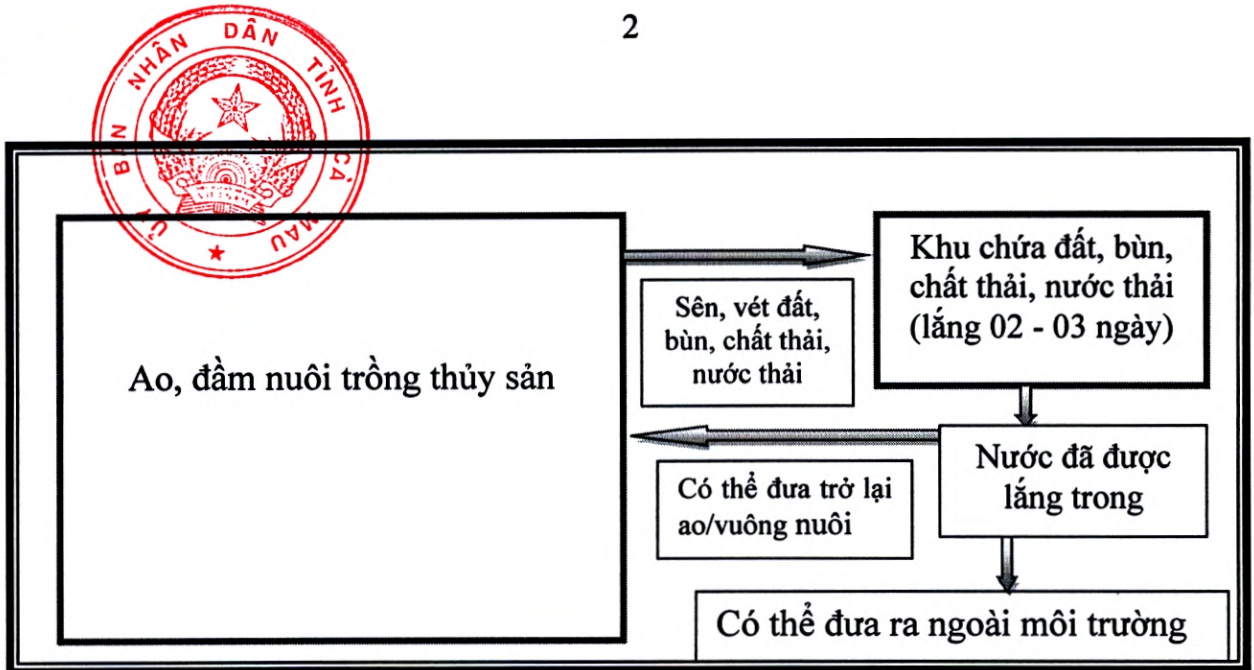 2
ỦY BAN NHÂN DÂN TỈNH CÀ MAU
Ao, đầm nuôi trồng thủy sản
Sên, vét đất,
bùn, chất thải,
nước thải
Khu chứa đất, bùn,
chất thải, nước thải
(lắng 02 - 03 ngày)
Có thể đưa trở lại
ao/vuông nuôi
Nước đã được
lắng trong
Có thể đưa ra ngoài môi trường